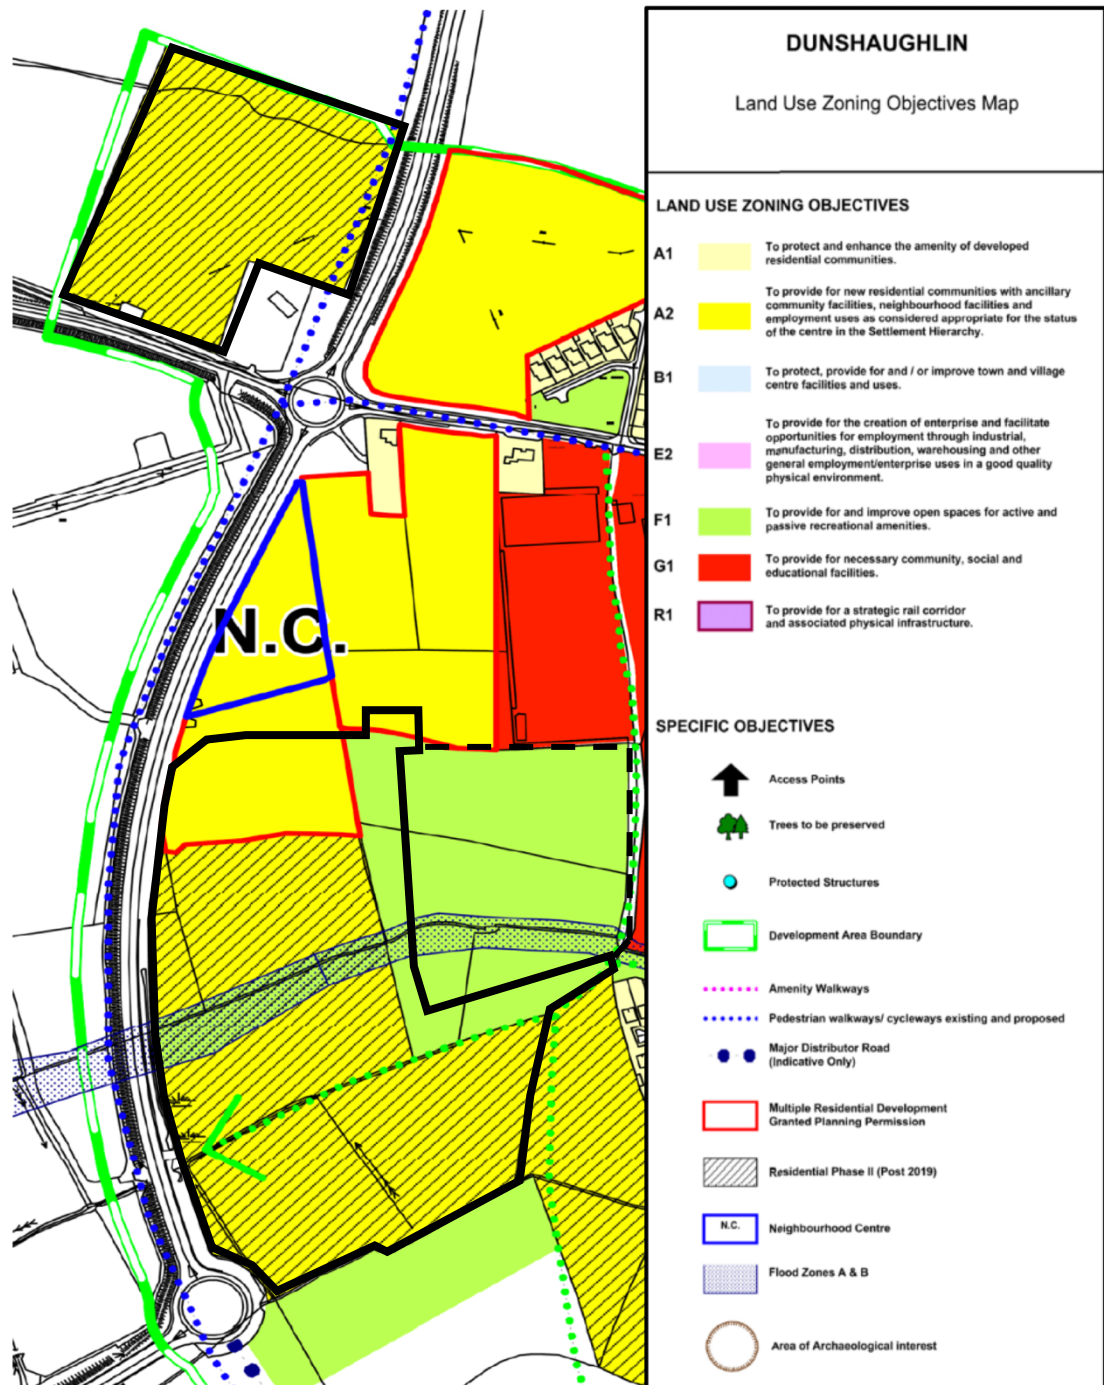 DUNSHAUGHLIN
Land Use Zoning Objectives Map
LAND USE ZONING OBJECTIVES
A1
To protect and enhance the amenity of developed
residential communities.
A2
To provide for new residential communities with ancillary
community facilities, neighbourhood facilities and
employment uses as considered appropriate for the status
of the centre in the Settlement Hierarchy.
B1
To protect, provide for and / or improve town and village
centre facilities and uses.
E2
To provide for the creation of enterprise and facilitate
opportunities for employment through industrial,
manufacturing, distribution, warehousing and other
general employment/enterprise uses in a good quality
physical environment.
F1
To provide for and improve open spaces for active and
passive recreational amenities.
G1
To provide for necessary community, social and
educational facilities.
R1
To provide for a strategic rail corridor
and associated physical infrastructure.
N.C.
SPECIFIC OBJECTIVES
Access Points
Trees to be preserved
Protected Structures
Development Area Boundary
Amenity Walkways
Pedestrian walkways/ cycleways existing and proposed
Major Distributor Road
(Indicative Only)
Multiple Residential Development
Granted Planning Permission
Residential Phase II (Post 2019)
N.C.
Neighbourhood Centre
Flood Zones A & B
Area of Archaeological interest